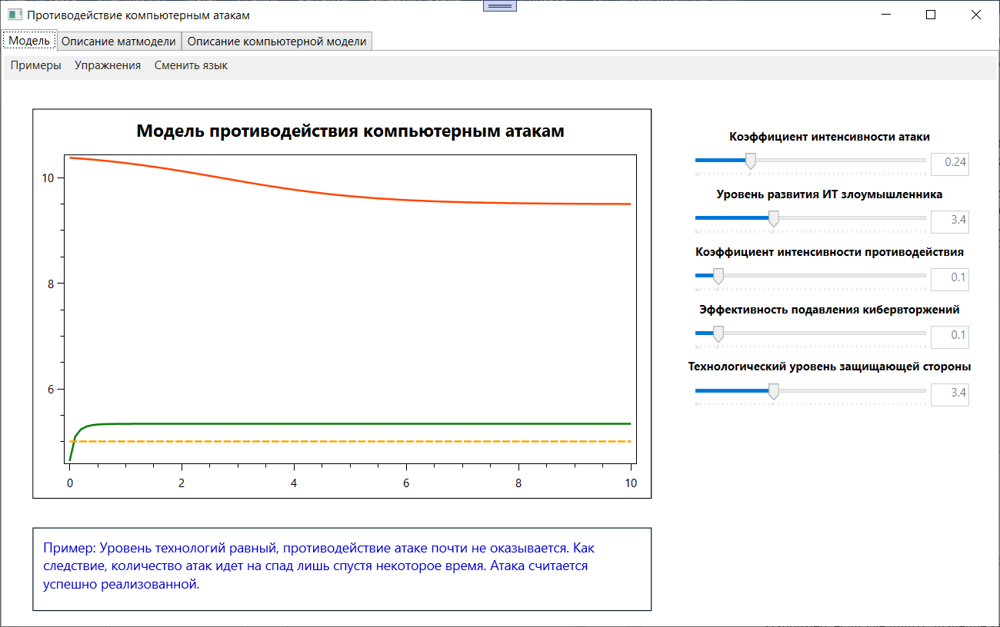 Противодействие компьютерным атакам
Модель Описание матмодели Описание компьютерной модели
Примеры Упражнения Сменить язык
Модель противодействия компьютерным атакам
10
8
6
0 2 4 6 8 10
Коэффициент интенсивности атаки
0.24
Уровень развития ИТ злоумышленника
3.4
Коэффициент интенсивности противодействия
0.1
Эффективность подавления кибервторжений
0.1
Технологический уровень защищающей стороны
3.4
Пример: Уровень технологий равный, противодействие атаке почти не оказывается. Как
следствие, количество атак идет на спад лишь спустя некоторое время. Атака считается
успешно реализованной.